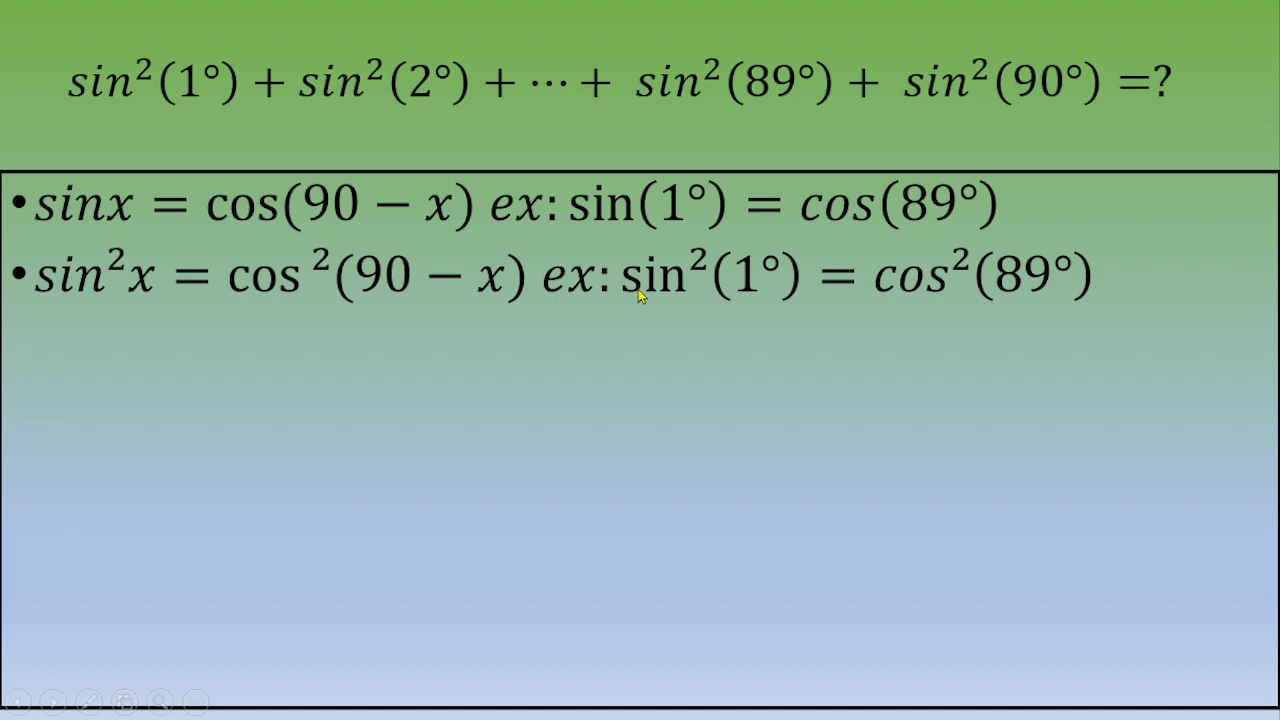 sin²(1°) + sin²(2°) + ⋯ + sin²(89°) + sin²(90°) =?
• sinx = cos(90 − x) ex: sin(1°) = cos(89°)
• sin²x = cos ²(90 − x) ex: sin²(1°) = cos²(89°)